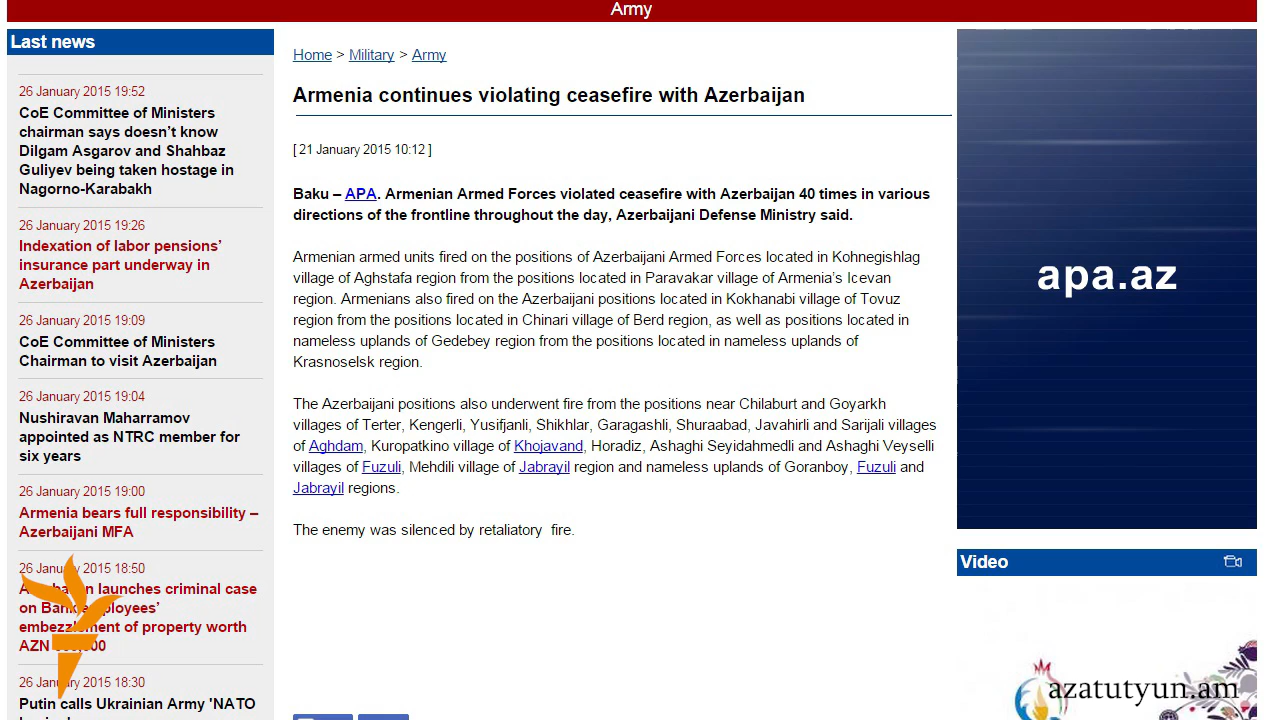 Army
Last news
26 January 2015 19:52
CoE Committee of Ministers
chairman says doesn’t know
Dilgam Asgarov and Shahbaz
Guliyev being taken hostage in
Nagorno-Karabakh
26 January 2015 19:26
Indexation of labor pensions’
insurance part underway in
Azerbaijan
26 January 2015 19:09
CoE Committee of Ministers
Chairman to visit Azerbaijan
26 January 2015 19:04
Nushiravan Maharramov
appointed as NTRC member for
six years
26 January 2015 19:00
Armenia bears full responsibility –
Azerbaijani MFA
26 January 2015 18:50
launches criminal case
on
of property worth
AZN
January 2015 18:30
Putin calls Ukrainian Army 'NATO
Home > Military > Army
Armenia continues violating ceasefire with Azerbaijan
[ 21 January 2015 10:12 ]
Baku – APA. Armenian Armed Forces violated ceasefire with Azerbaijan 40 times in various
directions of the frontline throughout the day, Azerbaijani Defense Ministry said.
Armenian armed units fired on the positions of Azerbaijani Armed Forces located in Kohnegishlag
village of Aghstafa region from the positions located in Paravakar village of Armenia’s Icevan
region. Armenians also fired on the Azerbaijani positions located in Kokhanabi village of Tovuz
region from the positions located in Chinari village of Berd region, as well as positions located in
nameless uplands of Gedebey region from the positions located in nameless uplands of
Krasnoselsk region.
The Azerbaijani positions also underwent fire from the positions near Chilaburt and Goyarkh
villages of Terter, Kengerli, Yusifjanli, Shikhlar, Garagashli, Shuraabad, Javahirli and Sarijali villages
of Aghdam, Kuropatkino village of Khojavand, Horadiz, Ashaghi Seyidahmedli and Ashaghi Veyselli
villages of Fuzuli, Mehdili village of Jabrayil region and nameless uplands of Goranboy, Fuzuli and
Jabrayil regions.
The enemy was silenced by retaliatory fire.
apa.az
Video
azatutyun.am